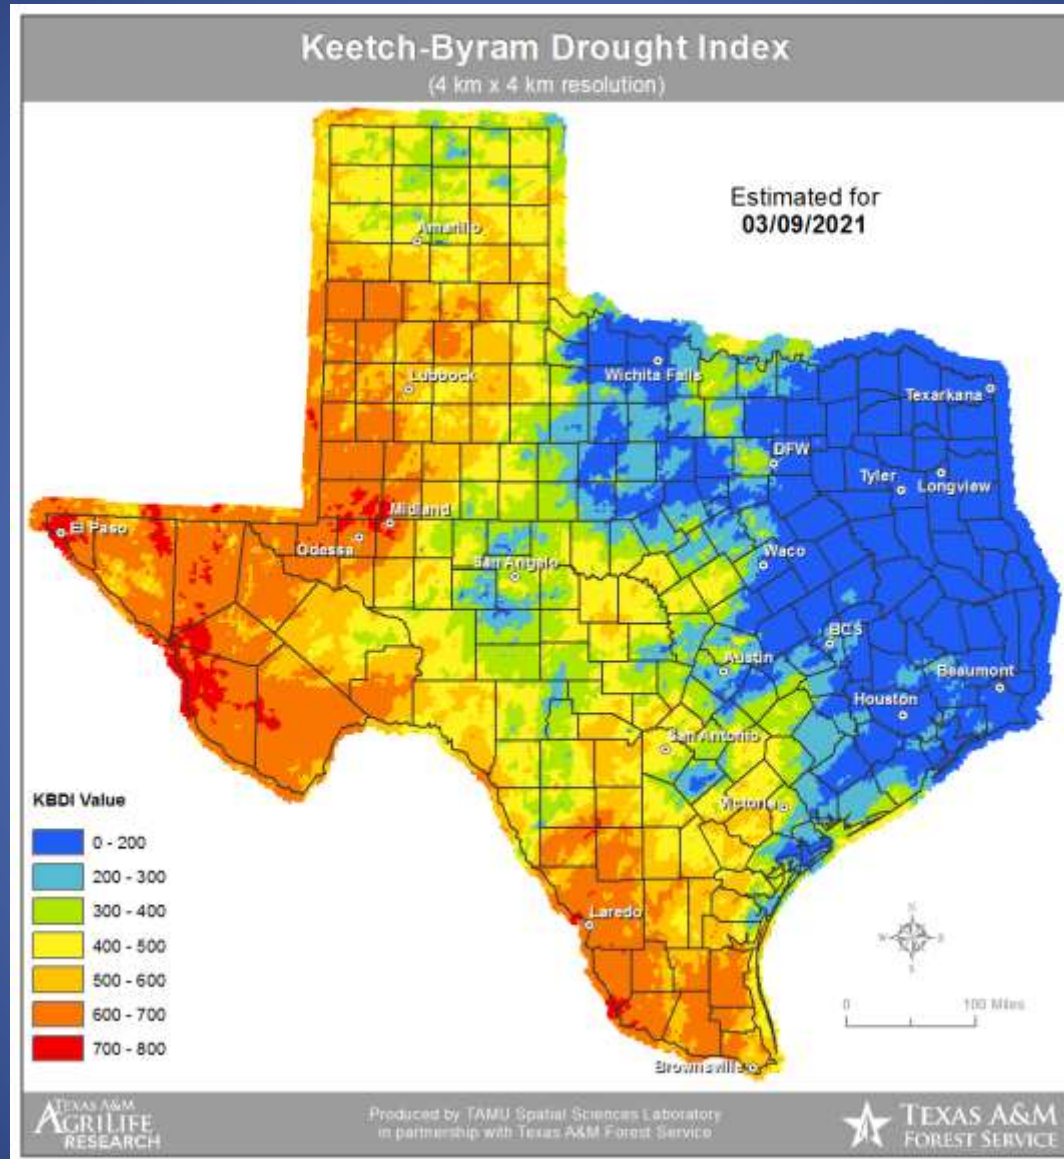 Keetch-Byram Drought Index
(4 km x 4 km resolution)
Estimated for
03/09/2021
Amarillo
Wichita Falls
Lubbock
Texarkana
DFW
Tyler
Longview
Midland
El Paso
Odessa
San Angelo
Waco
BCS
Austin
Beaumont
Houston
San Antonio
Victoria
Laredo
Brownsville
KBDI Value
0 - 200
200 - 300
300 - 400
400 - 500
500 - 600
600 - 700
700 - 800
N
W E
S
0 100 Miles
TEXAS A&M
AGRILIFE
RESEARCH
Produced by TAMU Spatial Sciences Laboratory
in partnership with Texas A&M Forest Service
TEXAS A&M
FOREST SERVICE